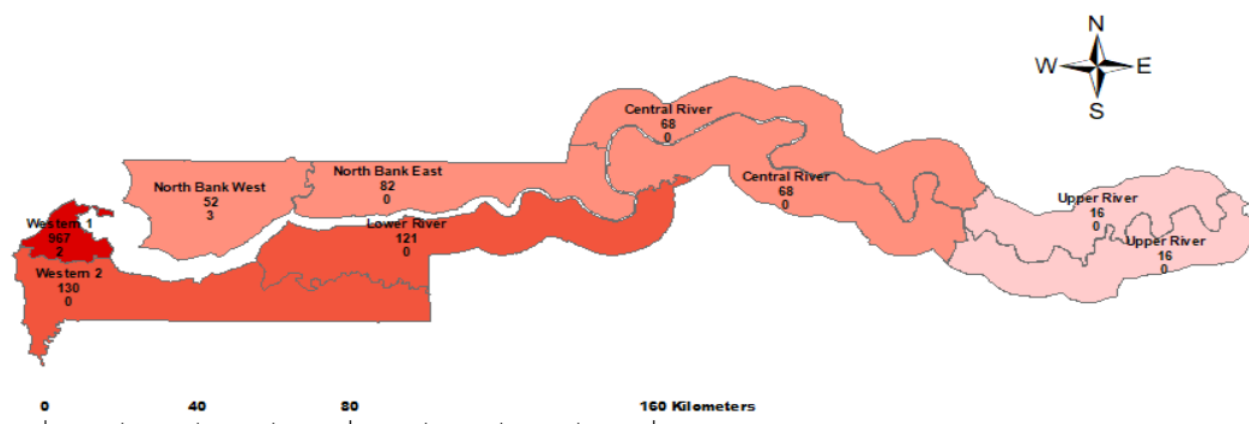 N
W E
S
Central River
68
0
North Bank East
82
0
North Bank West
52
3
Central River
68
0
Upper River
16
0
Western 1
967
2
Lower River
121
0
Upper River
16
0
Western 2
130
0
0 40 80 160 Kilometers